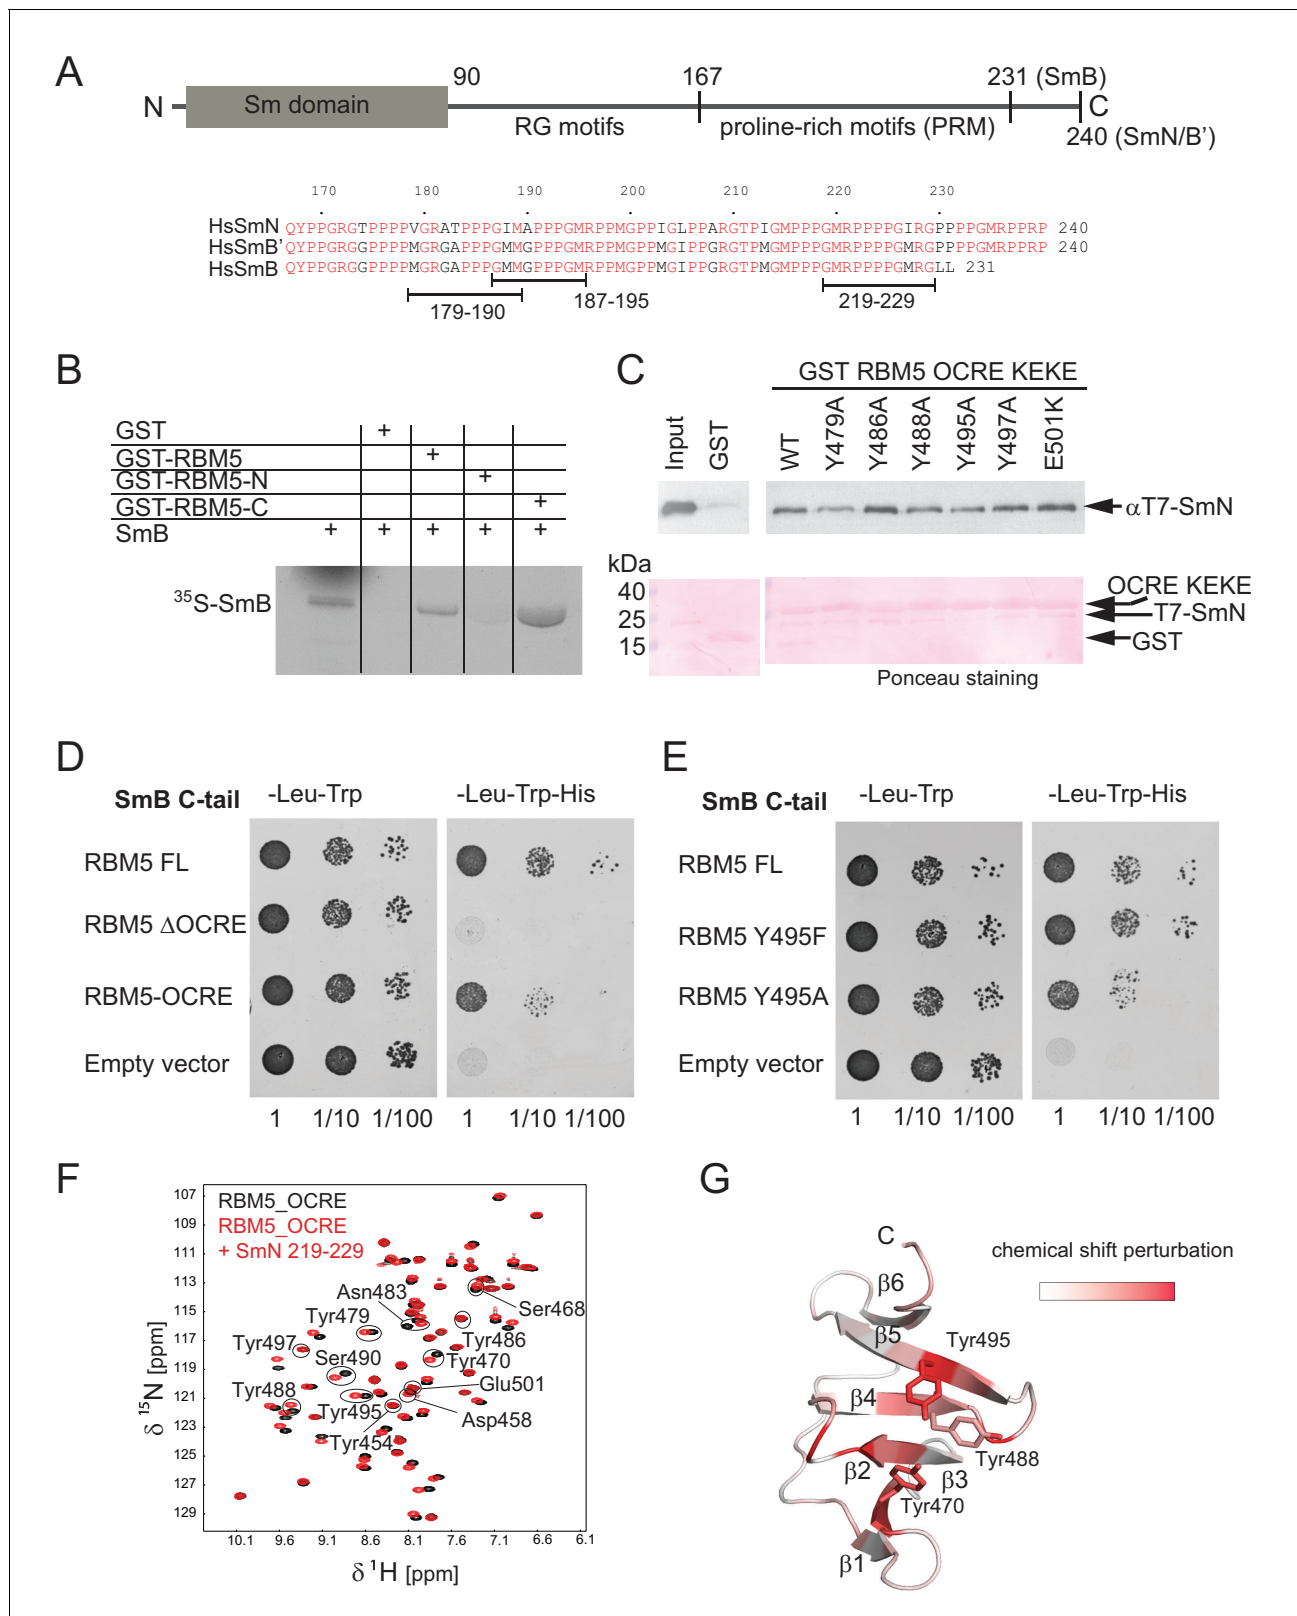 A
90 167 231 (SmB)
N Sm domain C
RG motifs proline-rich motifs (PRM)
240 (SmN/B’)
170 180 190 200 210 220 230
HsSmN QYPPGRGTPPPPVGRATPPPGIMAPPPGMRPPMGPPIGLPPARGTPIGMPPPGMRPPPPGIRGPPPPGMRPPRP 240
HsSmB’ QYPPGRGGPPPPMGRGAPPPGMMGPPPGMRPPMGPPMGIPPGRGTPMGMPPPGMRPPPPGMRGPPPPGMRPPRP 240
HsSmB QYPPGRGGPPPPMGRGAPPPGMMGPPPGMRPPMGPPMGIPPGRGTPMGMPPPGMRPPPPGMRGLL 231
179-190 187-195 219-229
B
GST +
GST-RBM5 +
GST-RBM5-N +
GST-RBM5-C +
SmB + + + + +
³⁵S-SmB
C
GST RBM5 OCRE KEKE
Input GST WT Y479A Y486A Y488A Y495A Y497A E501K
αT7-SmN
kDa
40
25
15
OCRE KEKE
T7-SmN
GST
Ponceau staining
D
SmB C-tail -Leu-Trp -Leu-Trp-His
RBM5 FL
RBM5 ΔOCRE
RBM5-OCRE
Empty vector
1 1/10 1/100 1 1/10 1/100
E
SmB C-tail -Leu-Trp -Leu-Trp-His
RBM5 FL
RBM5 Y495F
RBM5 Y495A
Empty vector
1 1/10 1/100 1 1/10 1/100
F
RBM5_OCRE
RBM5_OCRE
+ SmN 219-229
107
109
111
113
115
117
119
121
123
125
127
129
δ ¹⁵N [ppm]
Asn483
Tyr479
Ser468
Tyr497
Tyr486
Ser490
Tyr470
Tyr488
Glu501
Tyr495
Asp458
Tyr454
10.1 9.6 9.1 8.6 8.1 7.6 7.1 6.6 6.1
δ ¹H [ppm]
G
C
chemical shift perturbation
β6
β5
Tyr495
β4
Tyr488
β2
β3
Tyr470
β1